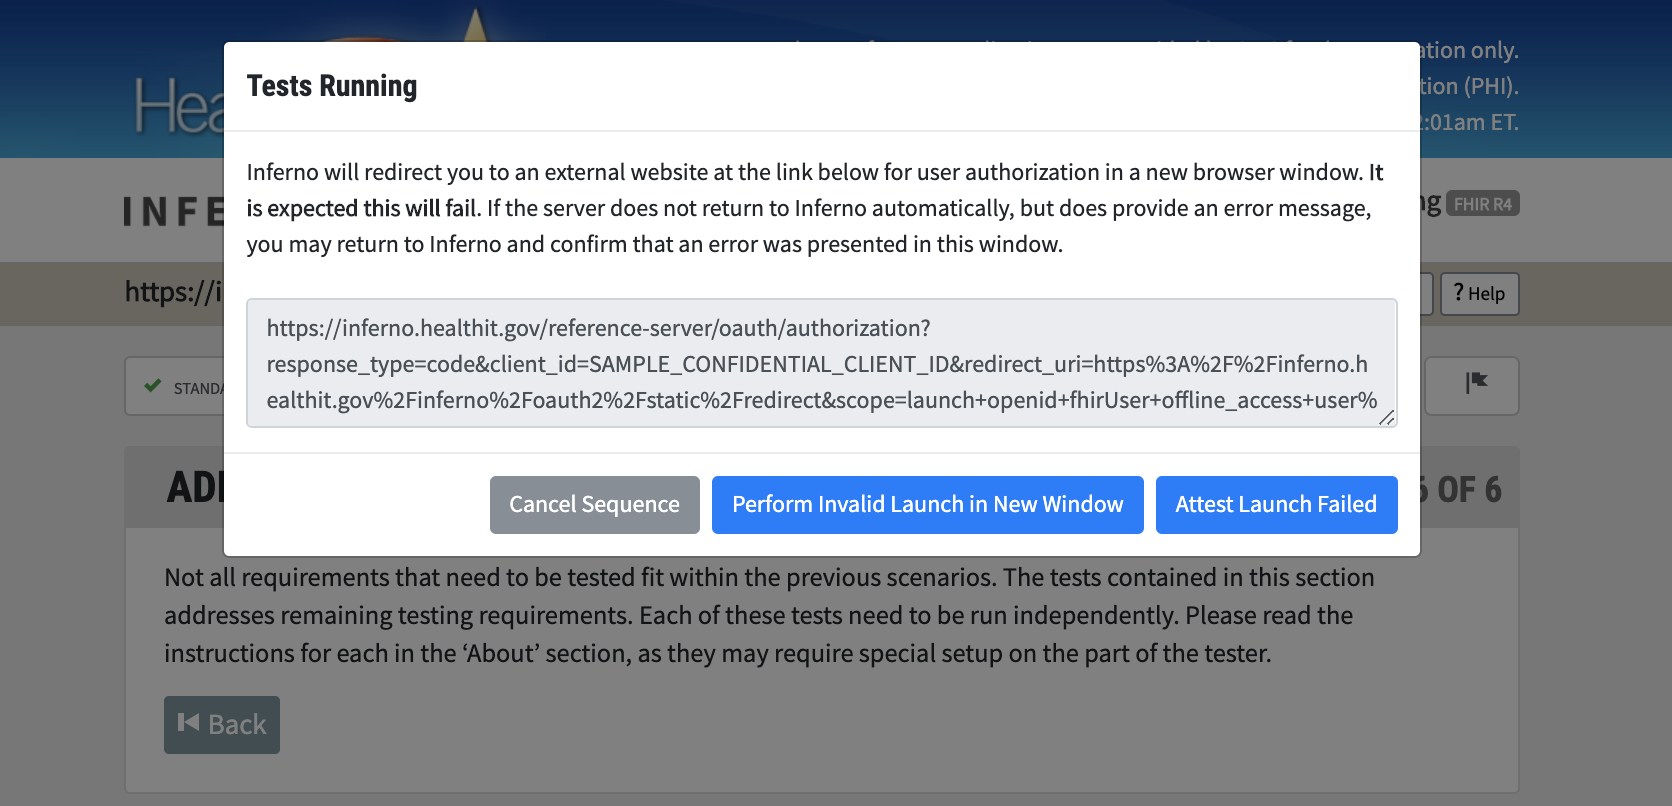 ation only.
tion (PHI).
2:01am ET.
Tests Running
Inferno will redirect you to an external website at the link below for user authorization in a new browser window. It
is expected this will fail. If the server does not return to Inferno automatically, but does provide an error message,
you may return to Inferno and confirm that an error was presented in this window.
https://inferno.healthit.gov/reference-server/oauth/authorization?
response_type=code&client_id=SAMPLE_CONFIDENTIAL_CLIENT_ID&redirect_uri=https%3A%2F%2Finferno.h
ealthit.gov%2Finferno%2Foauth2%2Fstatic%2Fredirect&scope=launch+openid+fhirUser+offline_access+user%
Cancel Sequence Perform Invalid Launch in New Window Attest Launch Failed
Hea
INFE ng FHIR R4
https://i ? Help
STANDA
ADI 6 OF 6
Not all requirements that need to be tested fit within the previous scenarios. The tests contained in this section
addresses remaining testing requirements. Each of these tests need to be run independently. Please read the
instructions for each in the ‘About’ section, as they may require special setup on the part of the tester.
Back